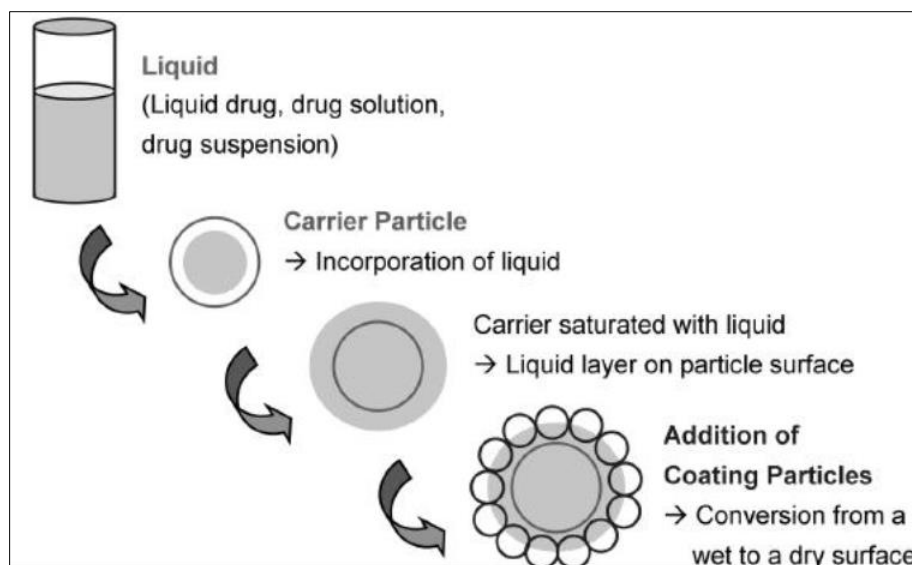 Liquid
(Liquid drug, drug solution,
drug suspension)
Carrier Particle
→ Incorporation of liquid
Carrier saturated with liquid
→ Liquid layer on particle surface
Addition of
Coating Particles
→ Conversion from a
wet to a dry surface